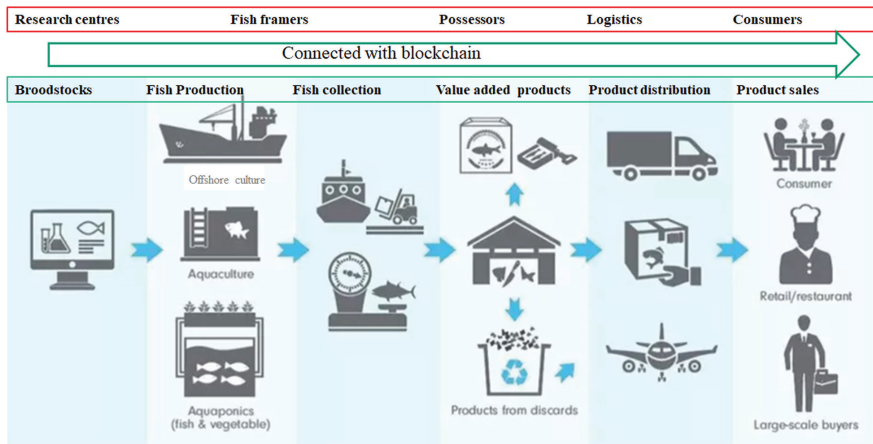 Research centres Fish framers Possessors Logistics Consumers
Connected with blockchain
Broodstocks Fish Production Fish collection Value added products Product distribution Product sales
Offshore culture
Consumer
Aquaculture
Retail/restaurant
Aquaponics
(fish & vegetable)
Products from discards
Large-scale buyers